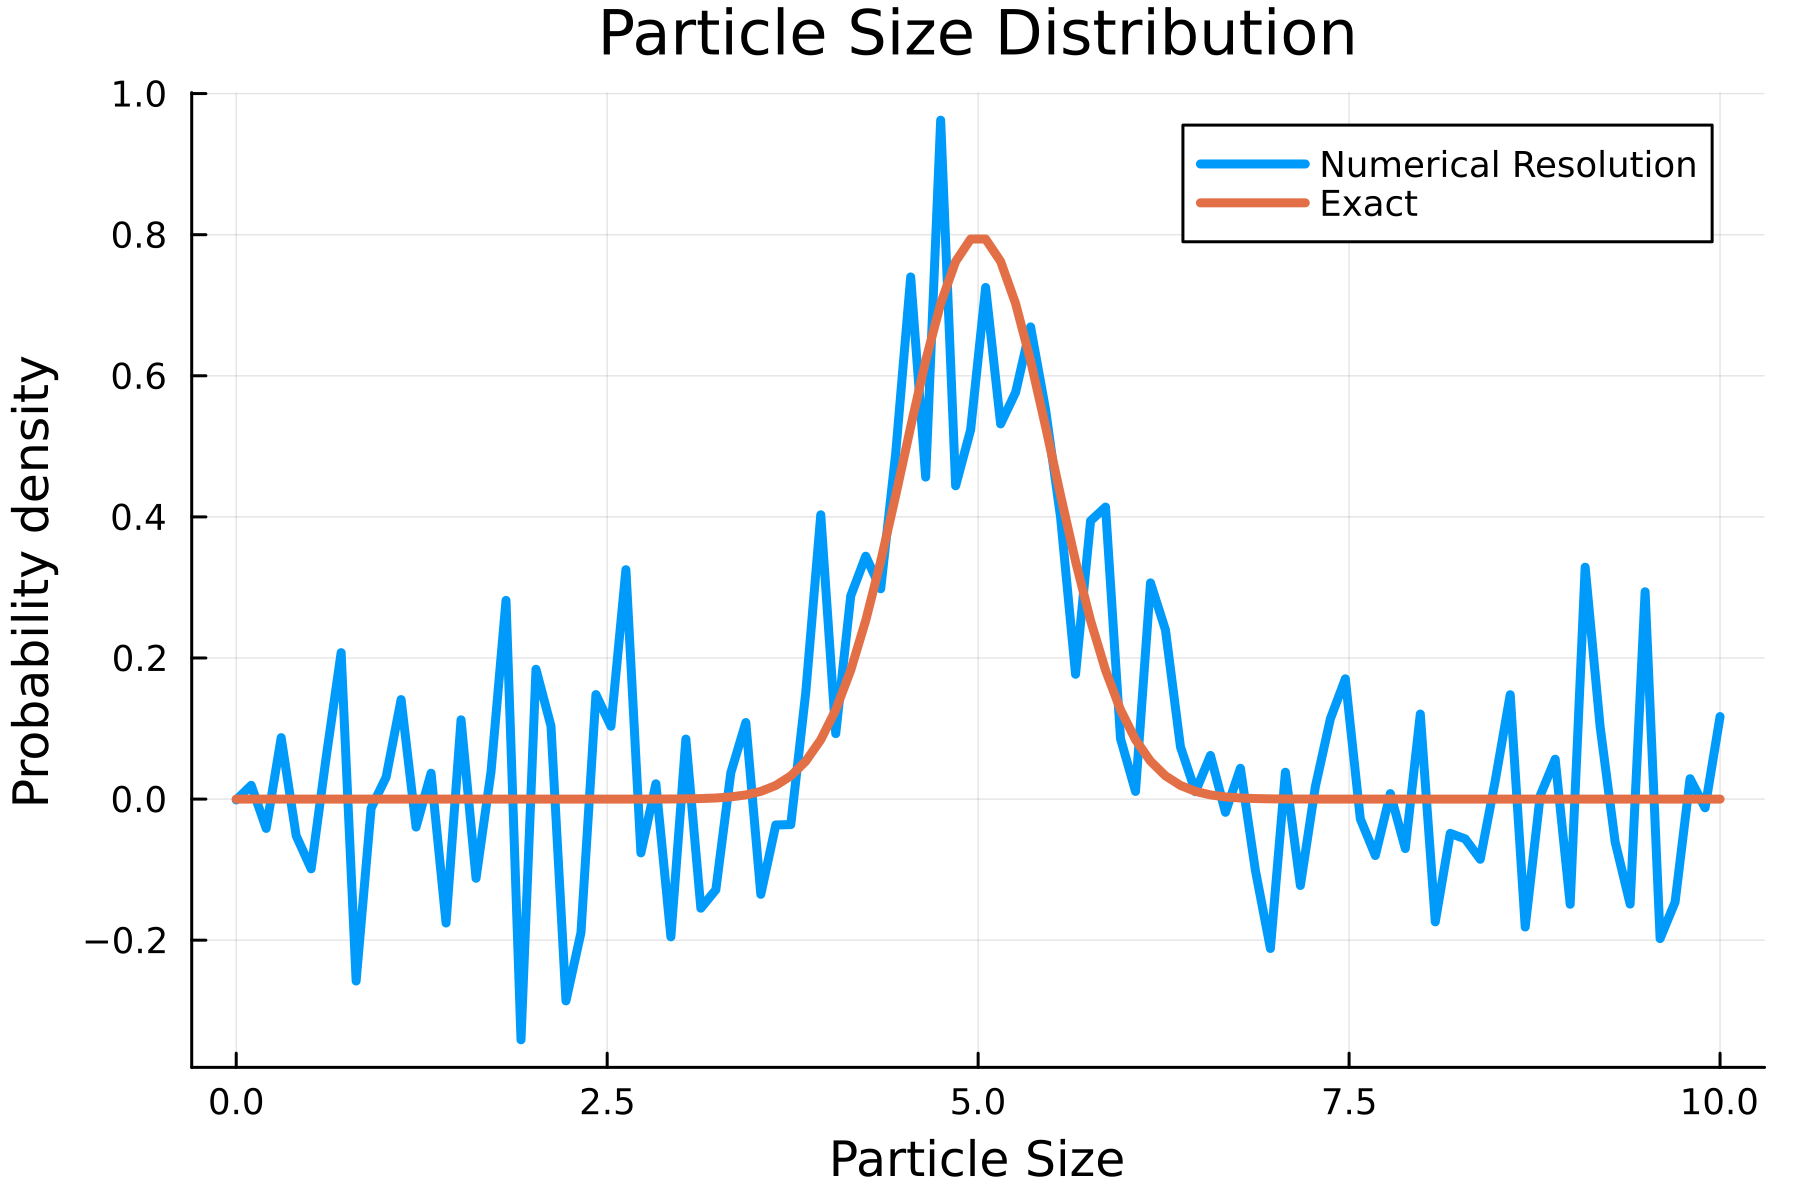 Particle Size Distribution
1.0
0.8
0.6
0.4
0.2
0.0
−0.2
Probability density
Numerical Resolution
Exact
0.0 2.5 5.0 7.5 10.0
Particle Size